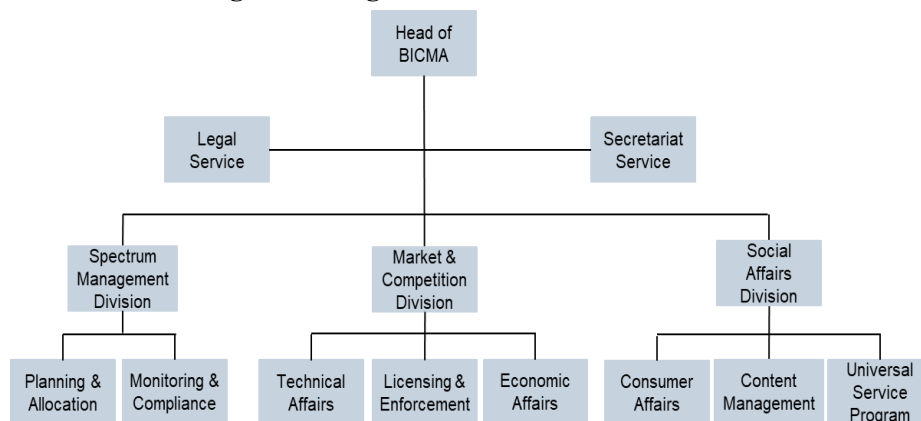 Head of
BICMA
Legal
Service
Secretariat
Service
Spectrum
Management
Division
Market &
Competition
Division
Social
Affairs
Division
Planning &
Allocation
Monitoring &
Compliance
Technical
Affairs
Licensing &
Enforcement
Economic
Affairs
Consumer
Affairs
Content
Management
Universal
Service
Program